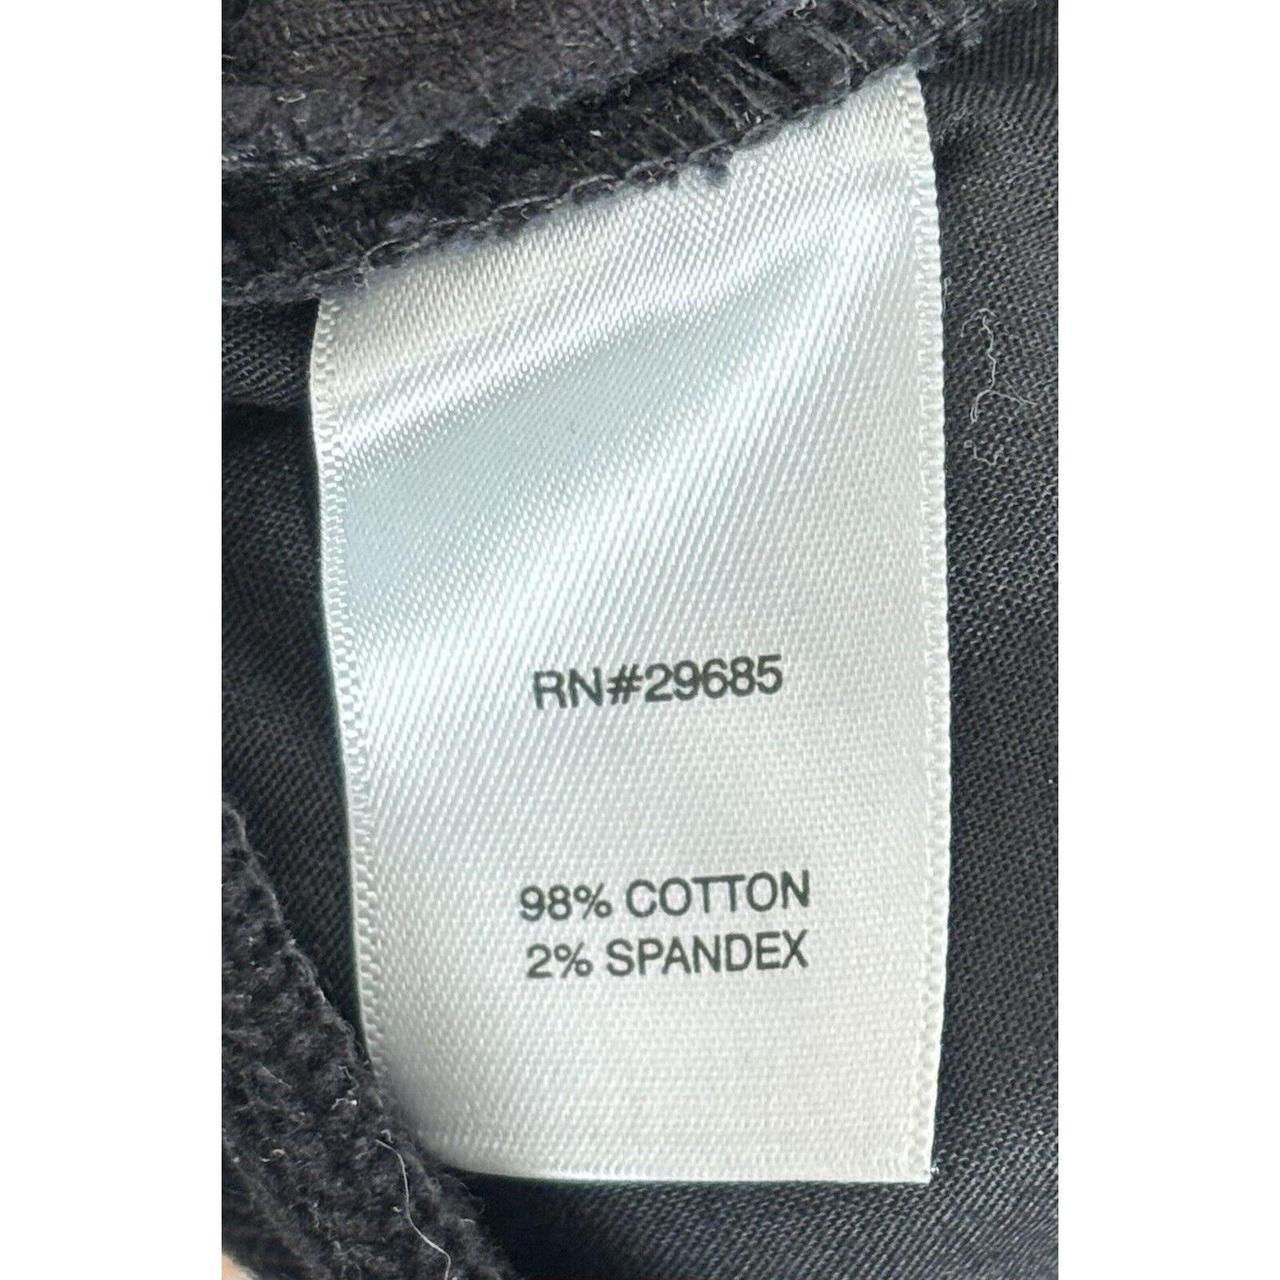 RN#29685
98% COTTON
2% SPANDEX